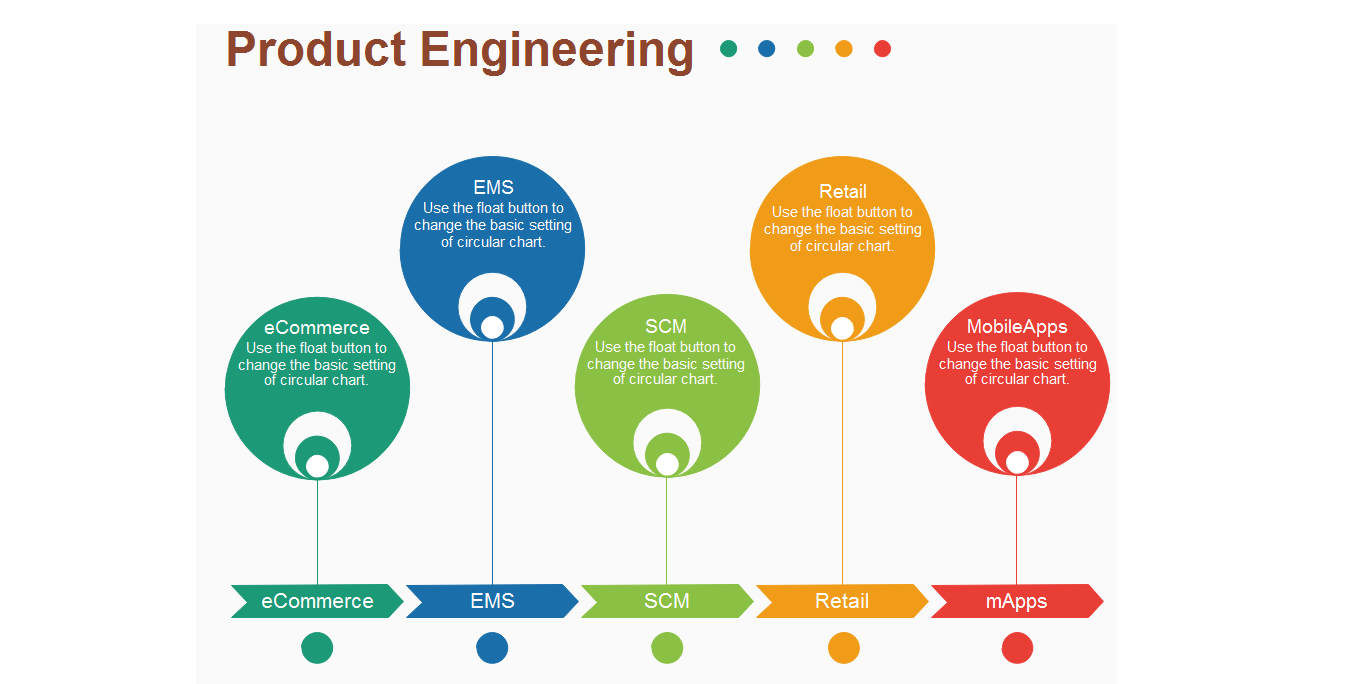 Product Engineering
EMS
Use the float button to
change the basic setting
of circular chart.
Retail
Use the float button to
change the basic setting
of circular chart.
eCommerce
Use the float button to
change the basic setting
of circular chart.
SCM
Use the float button to
change the basic setting
of circular chart.
MobileApps
Use the float button to
change the basic setting
of circular chart.
eCommerce
EMS
SCM
Retail
mApps